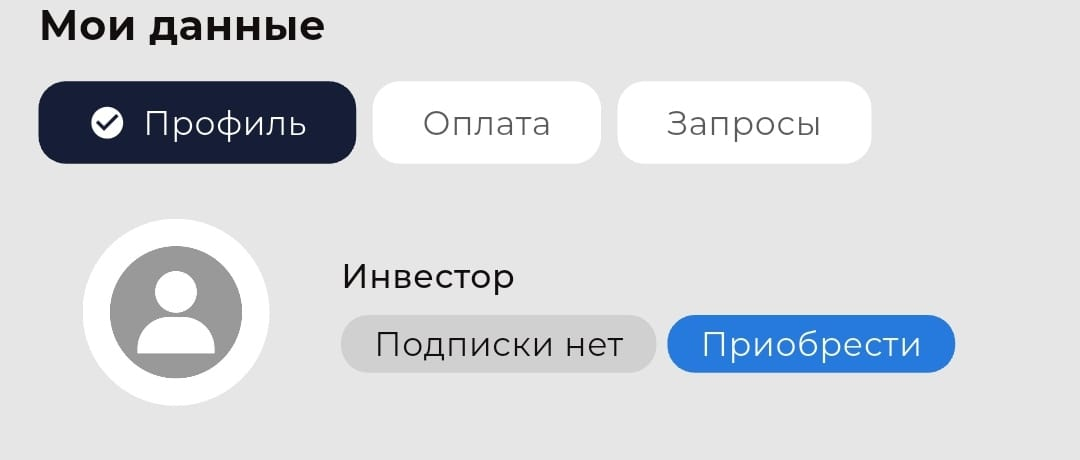 Мои данные
Профиль Оплата Запросы
Инвестор
Подписки нет Приобрести